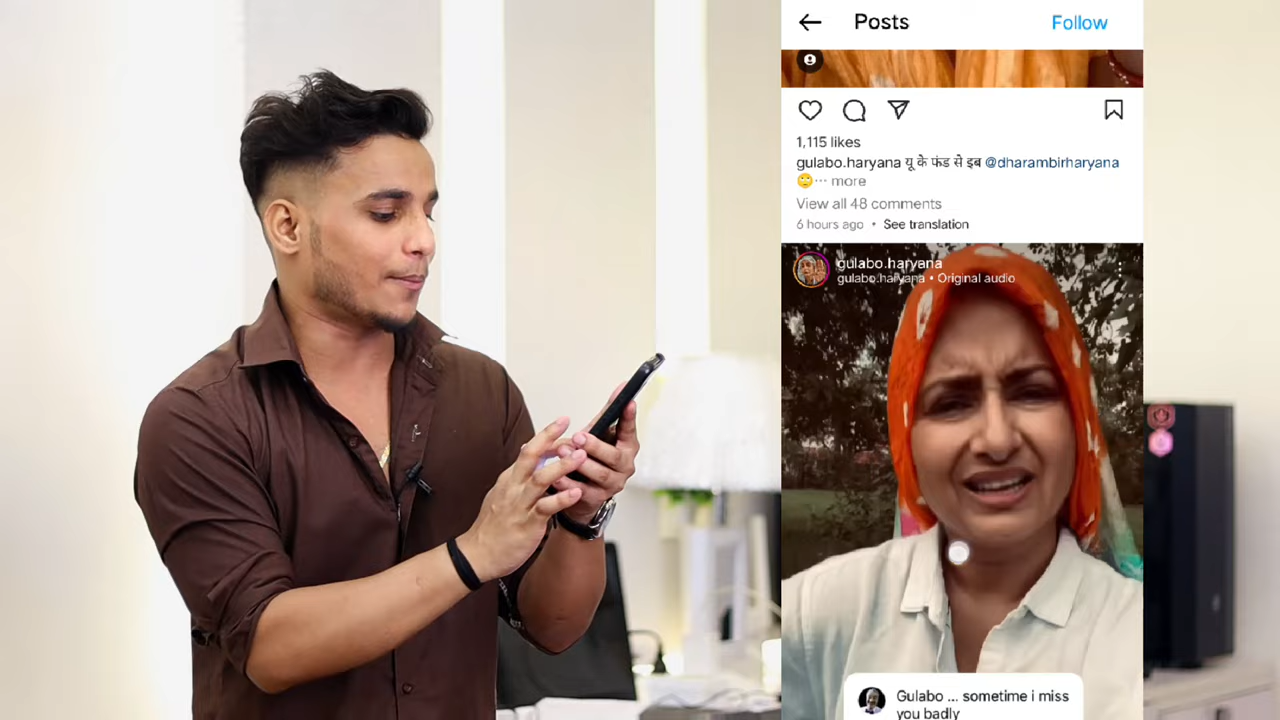 Posts
Follow
1,115 likes
gulabo.haryana यू के फंड से इब @dharambirharyana
🙄... more
View all 48 comments
6 hours ago • See translation
gulabo.haryana
gulabo.haryana • Original audio
Gulabo ... sometime i miss
you badly